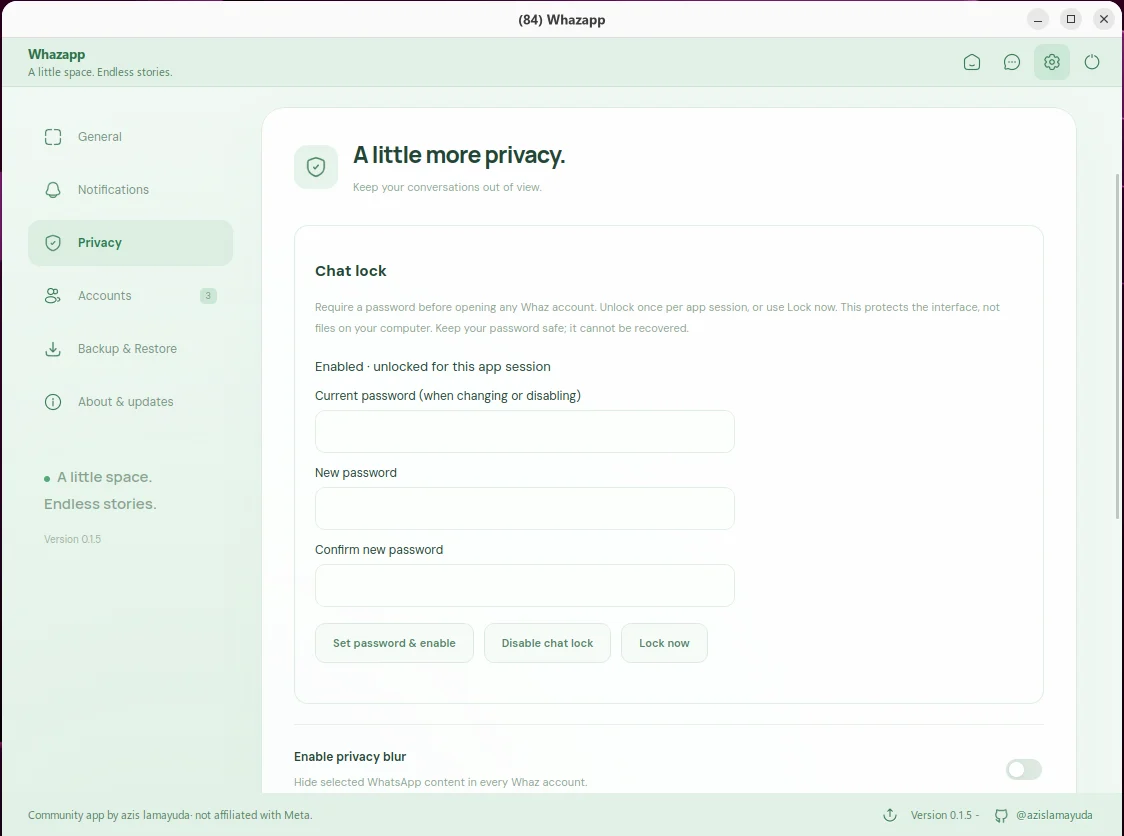 (84) Whazapp
Whazapp
A little space. Endless stories.
General
Notifications
Privacy
Accounts
3
Backup & Restore
About & updates
A little space.
Endless stories.
Version 0.1.5
A little more privacy.
Keep your conversations out of view.
Chat lock
Require a password before opening any Whaz account. Unlock once per app session, or use Lock now. This protects the interface, not
files on your computer. Keep your password safe; it cannot be recovered.
Enabled · unlocked for this app session
Current password (when changing or disabling)
New password
Confirm new password
Set password & enable
Disable chat lock
Lock now
Enable privacy blur
Hide selected WhatsApp content in every Whaz account.
Community app by azis lamayuda· not affiliated with Meta.
Version 0.1.5 -
@azislamayuda